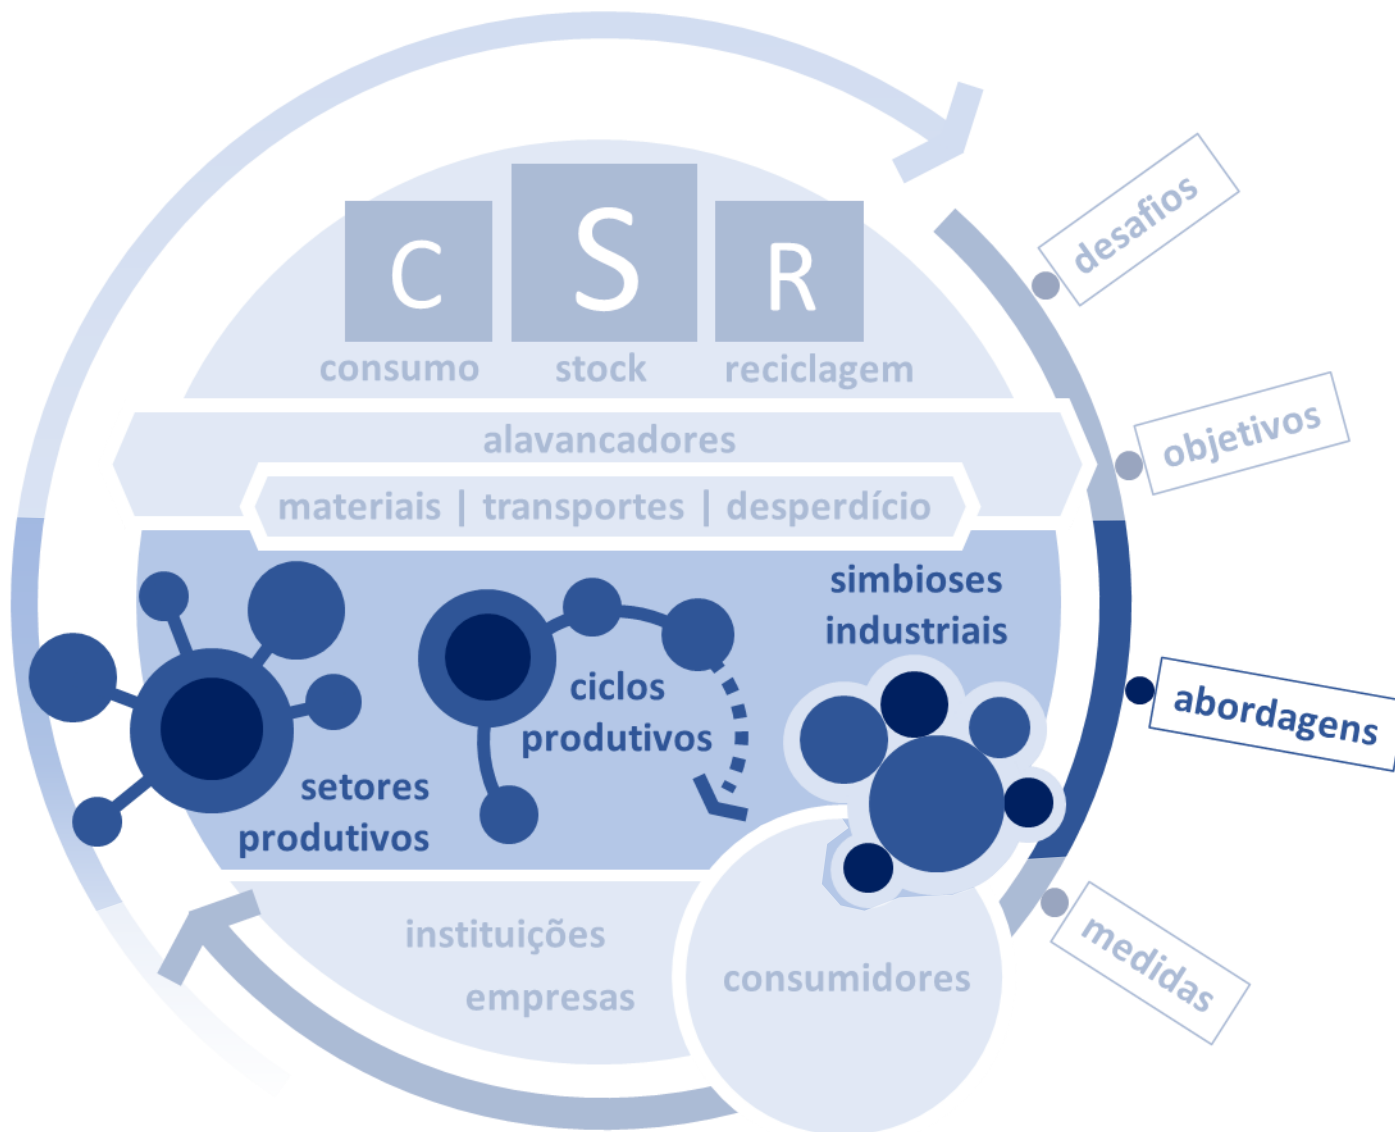 C
S
R
consumo
stock
reciclagem
alavancadores
materiais | transportes | desperdício
setores
produtivos
ciclos
produtivos
simbioses
industriais
instituições
empresas
consumidores
desafios
objetivos
abordagens
medidas